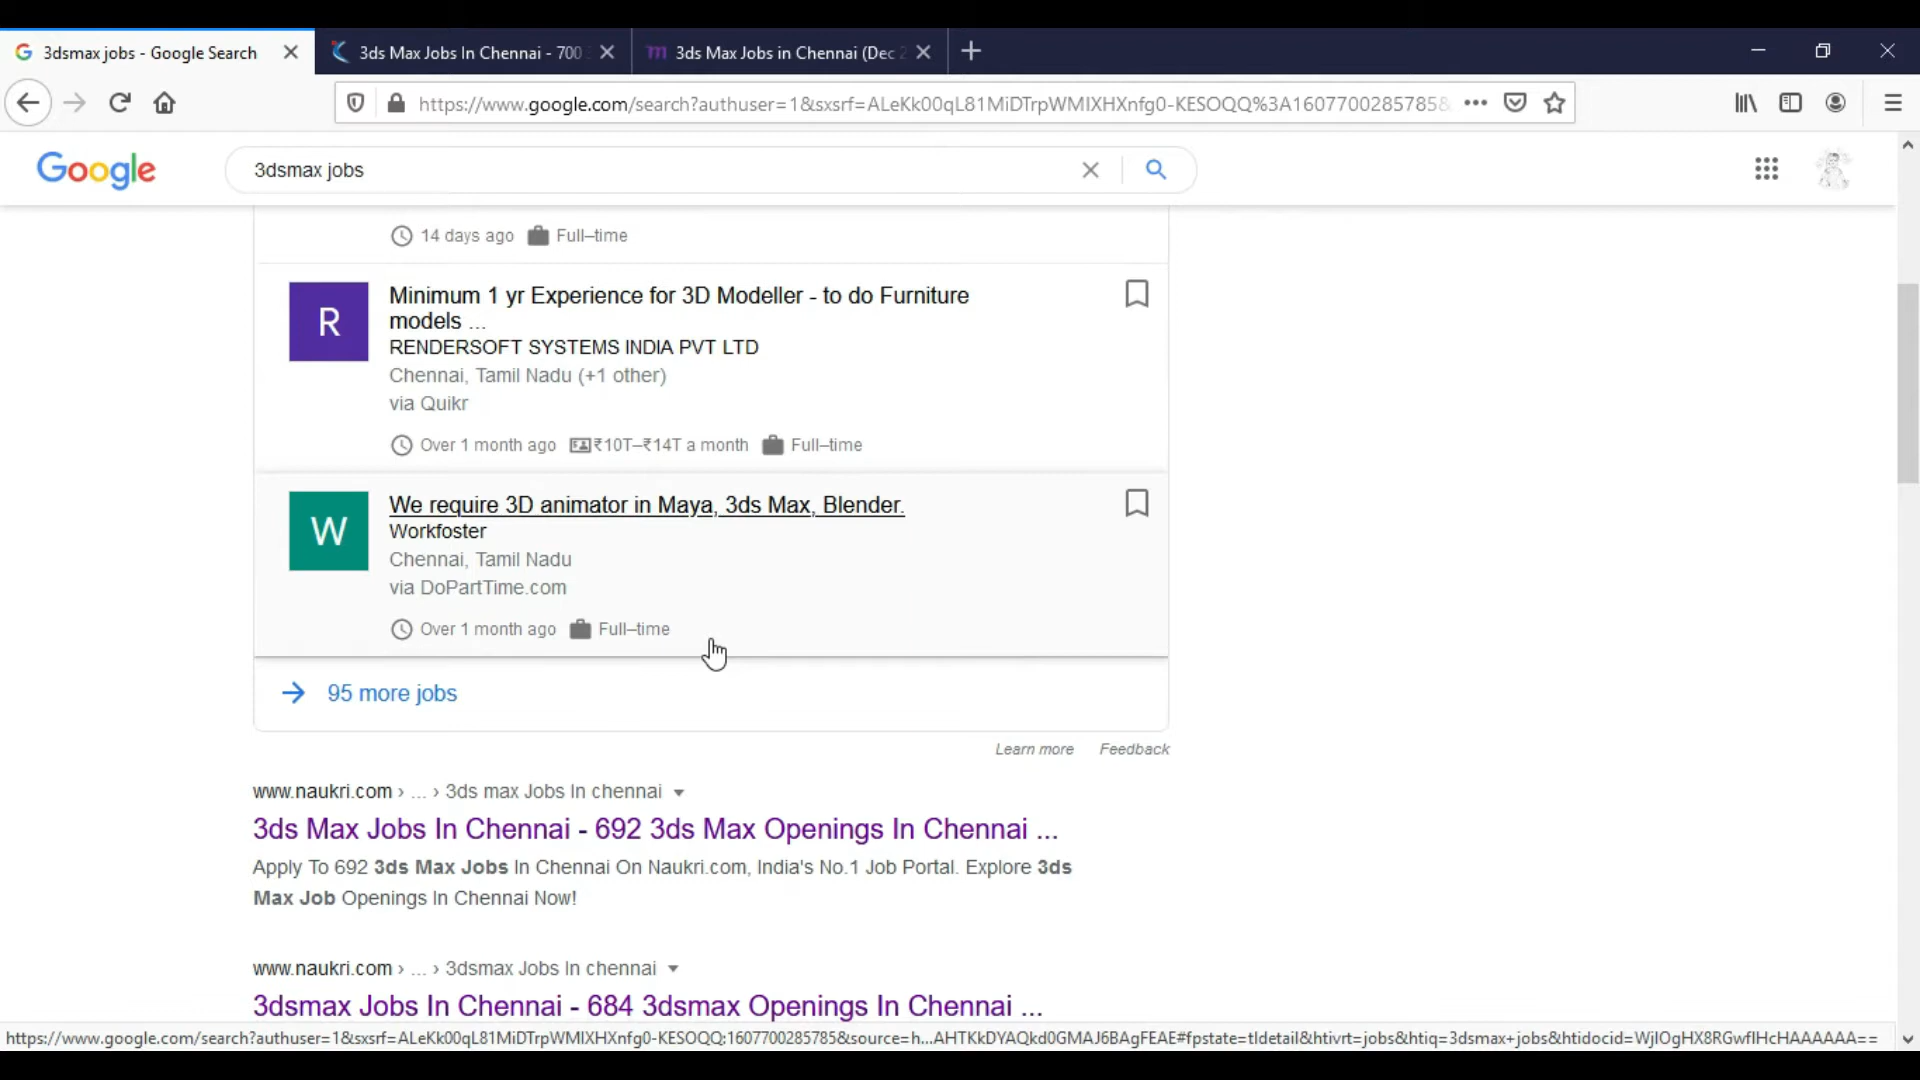 3dsmax jobs - Google Search
3ds Max Jobs In Chennai - 700
m 3ds Max Jobs in Chennai (Dec 2
https://www.google.com/search?authuser=1&sxsrf=ALeKk00qL81MiDTrpWMIXHXnfg0-KESOQQ%3A1607700285785&
Google
3dsmax jobs
14 days ago Full–time
R
Minimum 1 yr Experience for 3D Modeller - to do Furniture
models ...
RENDERSOFT SYSTEMS INDIA PVT LTD
Chennai, Tamil Nadu (+1 other)
via Quikr
Over 1 month ago ₹10T–₹14T a month Full–time
W
We require 3D animator in Maya, 3ds Max, Blender.
Workfoster
Chennai, Tamil Nadu
via DoPartTime.com
Over 1 month ago Full–time
95 more jobs
Learn more Feedback
www.naukri.com › ... › 3ds max Jobs In chennai
3ds Max Jobs In Chennai - 692 3ds Max Openings In Chennai ...
Apply To 692 3ds Max Jobs In Chennai On Naukri.com, India's No.1 Job Portal. Explore 3ds
Max Job Openings In Chennai Now!
www.naukri.com › ... › 3dsmax Jobs In chennai
3dsmax Jobs In Chennai - 684 3dsmax Openings In Chennai ...
https://www.google.com/search?authuser=1&sxsrf=ALeKk00qL81MiDTrpWMIXHXnfg0-KESOQQ:1607700285785&source=h...AHTKkDYAQkd0GMAJ6BAgFEAE#fpstate=tldetail&htivrt=jobs&htiq=3dsmax+jobs&htidocid=WjlOgHX8RGwflHcHAAAAAA==